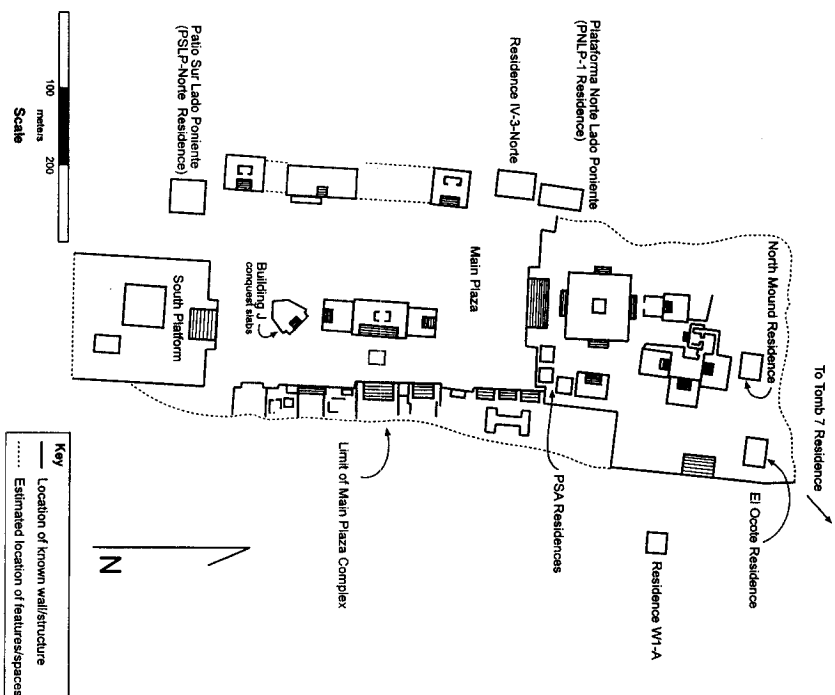 Patio Sur Lado Poniente
(PSLP-Norte Residence)
Residence IV-3-Norte
Plataforma Norte Lado Poniente
(PNLP-1 Residence)
North Mound Residence
To Tomb 7 Residence
Main Plaza
Building J
conquest slabs
South Platform
El Ocote Residence
PSA Residences
Limit of Main Plaza Complex
Residence W1-A
100
200
meters
Scale
N
Key
Location of known wall/structure
Estimated location of features/spaces